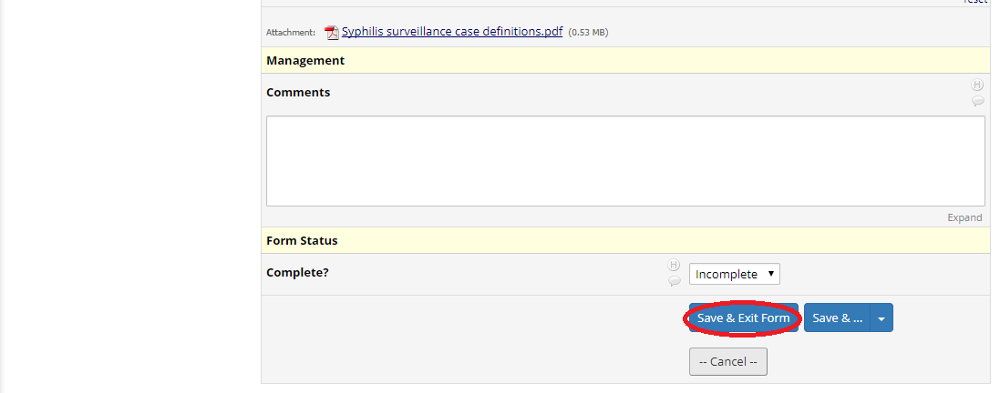 reset
Attachment: Syphilis surveillance case definitions.pdf (0.53 MB)
Management
Comments
H
Expand
Form Status
Complete?
H
Incomplete
Save & Exit Form Save & ...
-- Cancel --